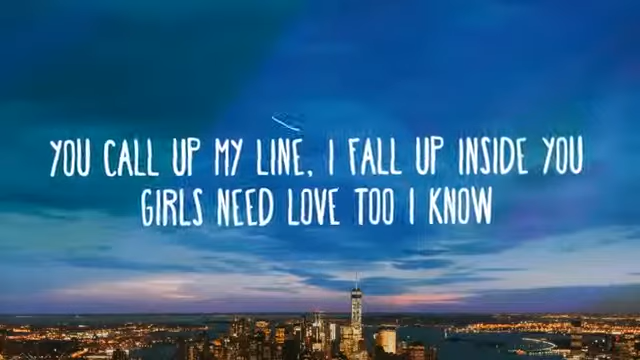 YOU CALL UP MY LINE, I FALL UP INSIDE YOU
GIRLS NEED LOVE TOO I KNOW